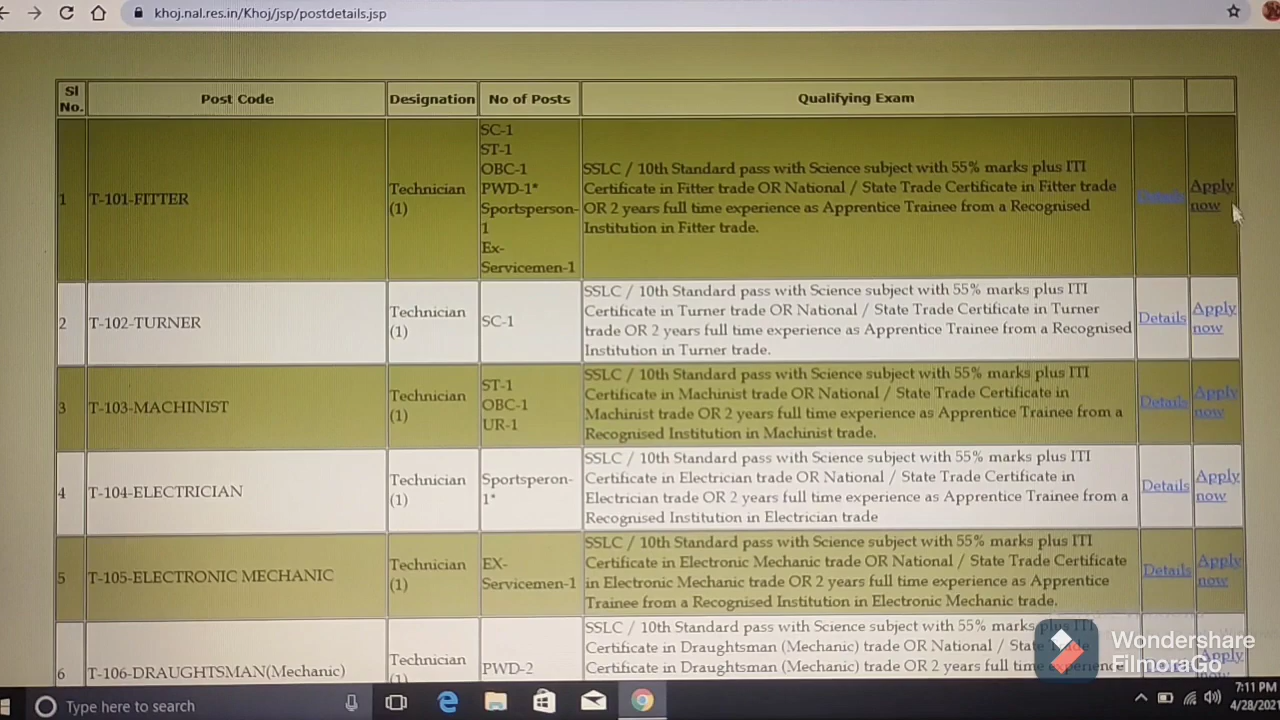 khoj.nal.res.in/Khoj/jsp/postdetails.jsp
Sl
No.
Post Code
Designation
No of Posts
Qualifying Exam
1
T-101-FITTER
Technician
(1)
SC-1
ST-1
OBC-1
PWD-1*
Sportsperson-
1
Ex-
Servicemen-1
SSLC / 10th Standard pass with Science subject with 55% marks plus ITI
Certificate in Fitter trade OR National / State Trade Certificate in Fitter trade
OR 2 years full time experience as Apprentice Trainee from a Recognised
Institution in Fitter trade.
Details
Apply
now
2
T-102-TURNER
Technician
(1)
SC-1
SSLC / 10th Standard pass with Science subject with 55% marks plus ITI
Certificate in Turner trade OR National / State Trade Certificate in Turner
trade OR 2 years full time experience as Apprentice Trainee from a Recognised
Institution in Turner trade.
Details
Apply
now
3
T-103-MACHINIST
Technician
(1)
ST-1
OBC-1
UR-1
SSLC / 10th Standard pass with Science subject with 55% marks plus ITI
Certificate in Machinist trade OR National / State Trade Certificate in
Machinist trade OR 2 years full time experience as Apprentice Trainee from a
Recognised Institution in Machinist trade.
Details
Apply
now
4
T-104-ELECTRICIAN
Technician
(1)
Sportsperon-
1*
SSLC / 10th Standard pass with Science subject with 55% marks plus ITI
Certificate in Electrician trade OR National / State Trade Certificate in
Electrician trade OR 2 years full time experience as Apprentice Trainee from a
Recognised Institution in Electrician trade
Details
Apply
now
5
T-105-ELECTRONIC MECHANIC
Technician
(1)
EX-
Servicemen-1
SSLC / 10th Standard pass with Science subject with 55% marks plus ITI
Certificate in Electronic Mechanic trade OR National / State Trade Certificate
in Electronic Mechanic trade OR 2 years full time experience as Apprentice
Trainee from a Recognised Institution in Electronic Mechanic trade.
Details
Apply
now
6
T-106-DRAUGHTSMAN(Mechanic)
Technician
(1)
PWD-2
SSLC / 10th Standard pass with Science subject with 55% marks plus ITI
Certificate in Draughtsman (Mechanic) trade OR National / State
Certificate in Draughtsman (Mechanic) trade OR 2 years full time experience
Apply
Wondershare
FilmoraGo
Type here to search
7:11 PM
4/28/202